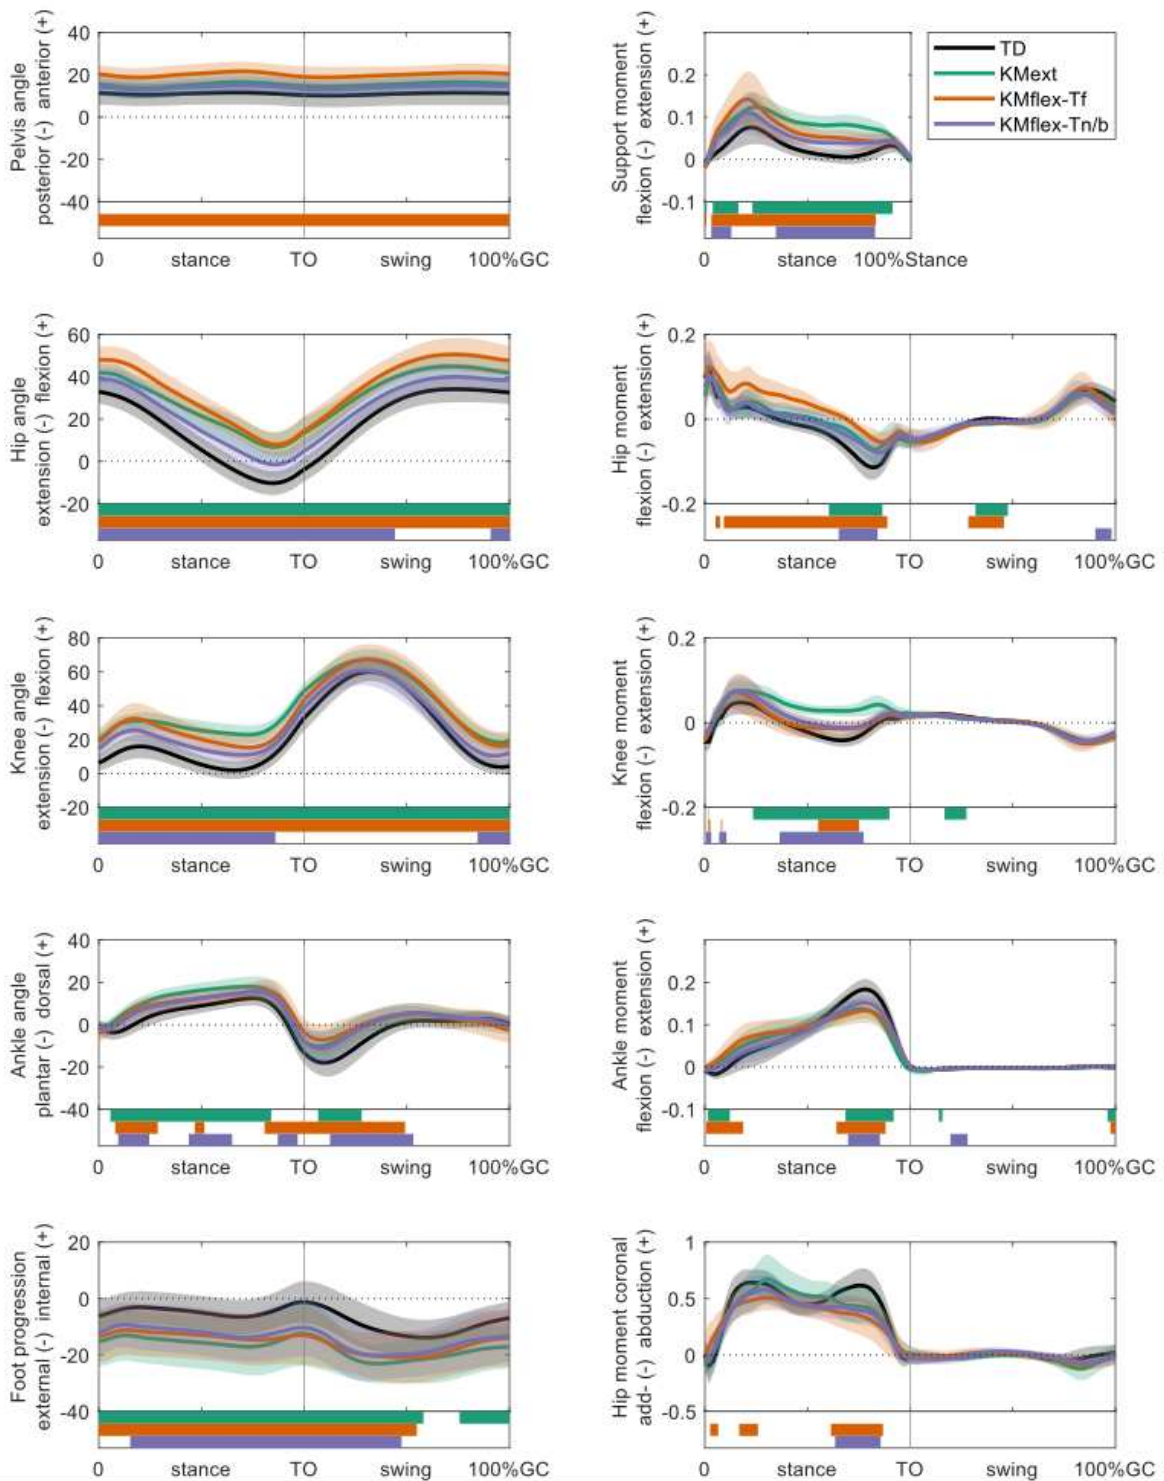 Pelvis angle
posterior (-) anterior (+)
40
20
0
-20
-40
0 stance TO swing 100%GC
Support moment
flexion (-) extension (+)
0.2
0.1
0
-0.1
0 stance 100%Stance
TD
KMext
KMflex-Tf
KMflex-Tn/b
Hip angle
extension (-) flexion (+)
60
40
20
0
-20
0 stance TO swing 100%GC
Hip moment
flexion (-) extension (+)
0.2
0
-0.2
0 stance TO swing 100%GC
Knee angle
extension (-) flexion (+)
80
60
40
20
0
-20
0 stance TO swing 100%GC
Knee moment
flexion (-) extension (+)
0.2
0
-0.2
0 stance TO swing 100%GC
Ankle angle
plantar (-) dorsal (+)
40
20
0
-20
-40
0 stance TO swing 100%GC
Ankle moment
flexion (-) extension (+)
0.2
0.1
0
-0.1
0 stance TO swing 100%GC
Foot progression
external (-) internal (+)
20
0
-20
-40
0 stance TO swing 100%GC
Hip moment coronal
add- (-) abduction (+)
1
0.5
0
-0.5
0 stance TO swing 100%GC